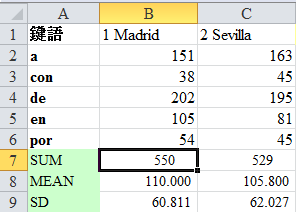 A B C
1 鍵語 1 Madrid 2 Sevilla
2 a 151 163
3 con 38 45
4 de 202 195
5 en 105 81
6 por 54 45
7 SUM 550 529
8 MEAN 110.000 105.800
9 SD 60.811 62.027